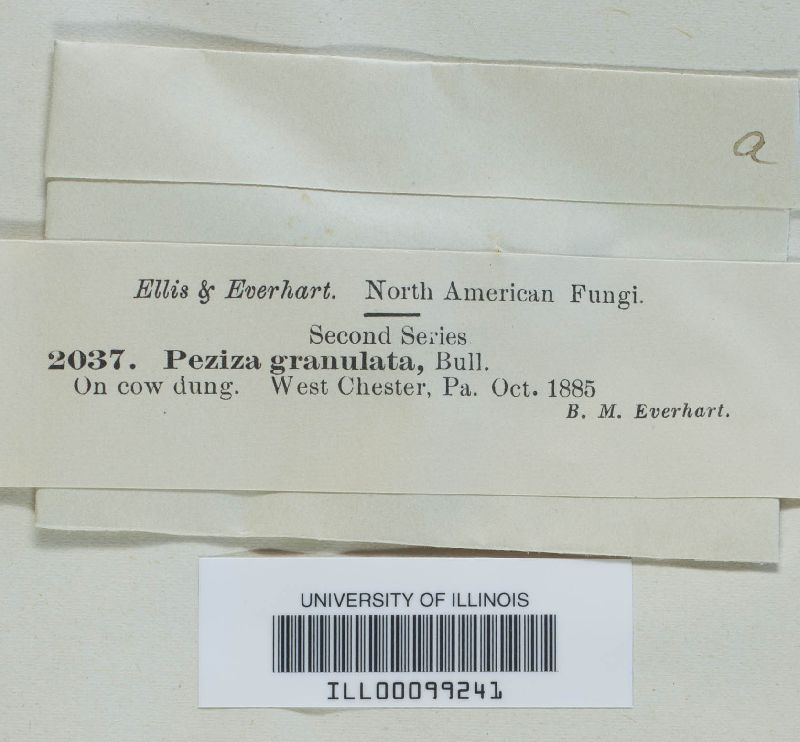 a
Ellis & Everhart. North American Fungi.
Second Series
2037. Peziza granulata, Bull.
On cow dung. West Chester, Pa. Oct. 1885
B. M. Everhart.
UNIVERSITY OF ILLINOIS
ILL00099241